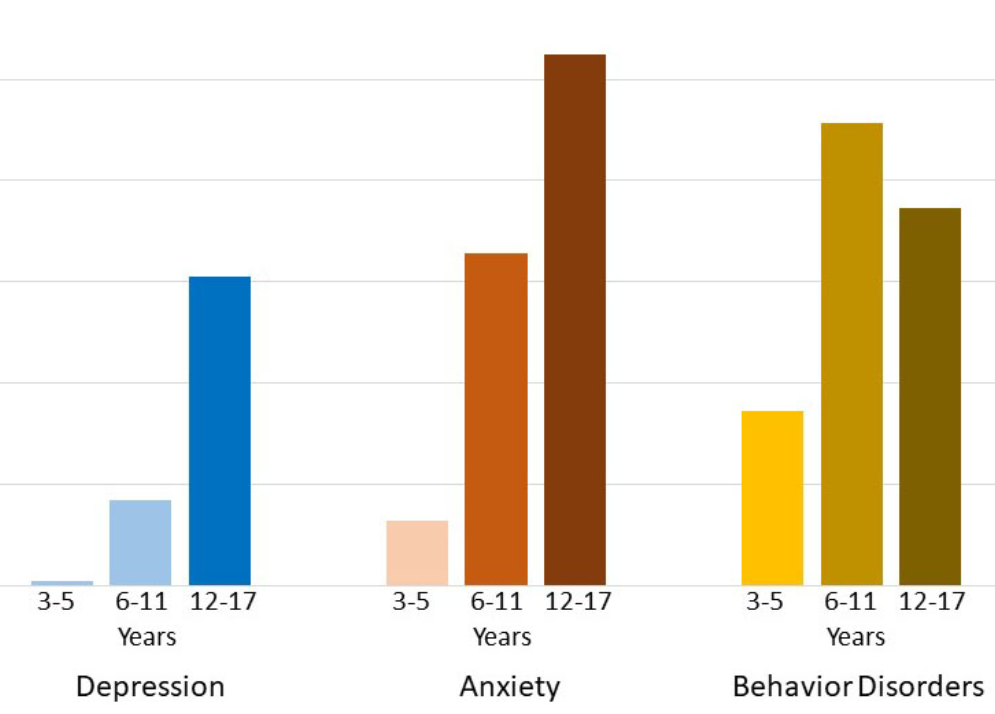 3-5 6-11 12-17 3-5 6-11 12-17 3-5 6-11 12-17
Years Years Years
Depression Anxiety Behavior Disorders